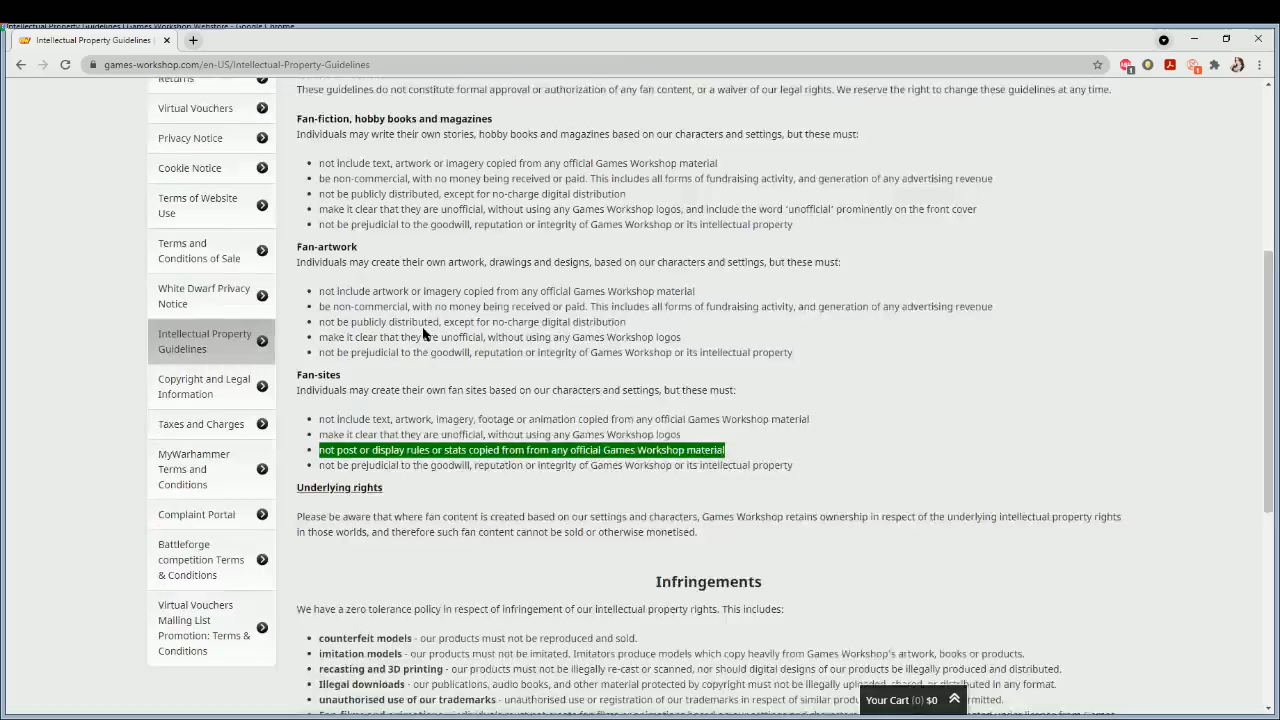 Intellectual Property Guidelines | Games Workshop Webstore - Google Chrome
Intellectual Property Guidelines |
games-workshop.com/en-US/Intellectual-Property-Guidelines
Returns
Virtual Vouchers
Privacy Notice
Cookie Notice
Terms of Website
Use
Terms and
Conditions of Sale
White Dwarf Privacy
Notice
Intellectual Property
Guidelines
Copyright and Legal
Information
Taxes and Charges
MyWarhammer
Terms and
Conditions
Complaint Portal
Battleforge
competition Terms
& Conditions
Virtual Vouchers
Mailing List
Promotion: Terms &
Conditions
These guidelines do not constitute formal approval or authorization of any fan content, or a waiver of our legal rights. We reserve the right to change these guidelines at any time.
Fan-fiction, hobby books and magazines
Individuals may write their own stories, hobby books and magazines based on our characters and settings, but these must:
• not include text, artwork or imagery copied from any official Games Workshop material
• be non-commercial, with no money being received or paid. This includes all forms of fundraising activity, and generation of any advertising revenue
• not be publicly distributed, except for no-charge digital distribution
• make it clear that they are unofficial, without using any Games Workshop logos, and include the word 'unofficial' prominently on the front cover
• not be prejudicial to the goodwill, reputation or integrity of Games Workshop or its intellectual property
Fan-artwork
Individuals may create their own artwork, drawings and designs, based on our characters and settings, but these must:
• not include artwork or imagery copied from any official Games Workshop material
• be non-commercial, with no money being received or paid. This includes all forms of fundraising activity, and generation of any advertising revenue
• not be publicly distributed, except for no-charge digital distribution
• make it clear that they are unofficial, without using any Games Workshop logos
• not be prejudicial to the goodwill, reputation or integrity of Games Workshop or its intellectual property
Fan-sites
Individuals may create their own fan sites based on our characters and settings, but these must:
• not include text, artwork, imagery, footage or animation copied from any official Games Workshop material
• make it clear that they are unofficial, without using any Games Workshop logos
• not post or display rules or stats copied from from any official Games Workshop material
• not be prejudicial to the goodwill, reputation or integrity of Games Workshop or its intellectual property
Underlying rights
Please be aware that where fan content is created based on our settings and characters, Games Workshop retains ownership in respect of the underlying intellectual property rights
in those worlds, and therefore such fan content cannot be sold or otherwise monetised.
Infringements
We have a zero tolerance policy in respect of infringement of our intellectual property rights. This includes:
• counterfeit models - our products must not be reproduced and sold.
• imitation models - our products must not be imitated. Imitators produce models which copy heavily from Games Workshop's artwork, books or products.
• recasting and 3D printing - our products must not be illegally re-cast or scanned, nor should digital designs of our products be illegally produced and distributed.
• Illegal downloads - our publications, audio books, and other material protected by copyright must not be illegally uploaded, shared, or distributed in any format.
• unauthorised use of our trademarks - unauthorised use or registration of our trademarks in respect of similar produ
Your Cart (0) $0